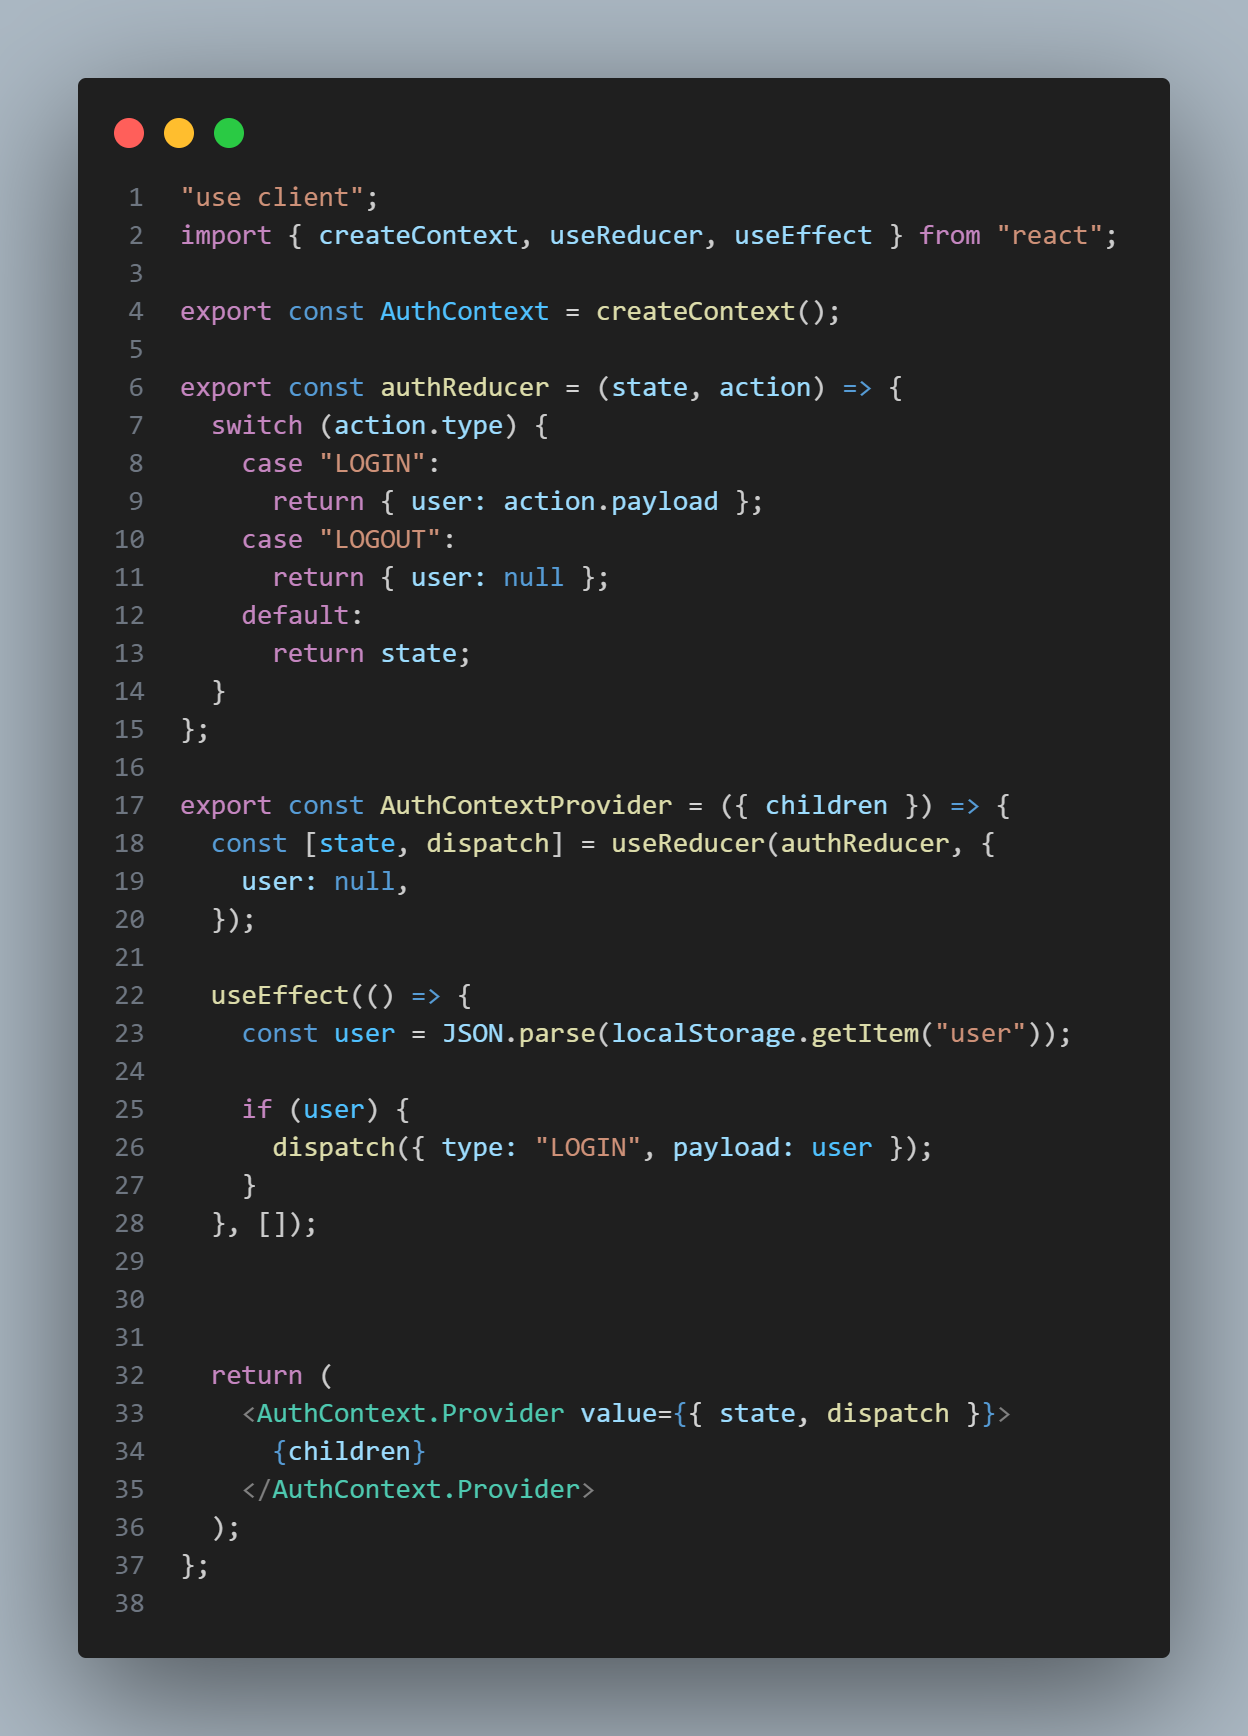 1 "use client";
2 import { createContext, useReducer, useEffect } from "react";
3
4 export const AuthContext = createContext();
5
6 export const authReducer = (state, action) => {
7   switch (action.type) {
8     case "LOGIN":
9       return { user: action.payload };
10     case "LOGOUT":
11       return { user: null };
12     default:
13       return state;
14   }
15 };
16
17 export const AuthContextProvider = ({ children }) => {
18   const [state, dispatch] = useReducer(authReducer, {
19     user: null,
20   });
21
22   useEffect(() => {
23     const user = JSON.parse(localStorage.getItem("user"));
24
25     if (user) {
26       dispatch({ type: "LOGIN", payload: user });
27     }
28   }, []);
29
30
31
32   return (
33     <AuthContext.Provider value={{ state, dispatch }}>
34       {children}
35     </AuthContext.Provider>
36   );
37 };
38